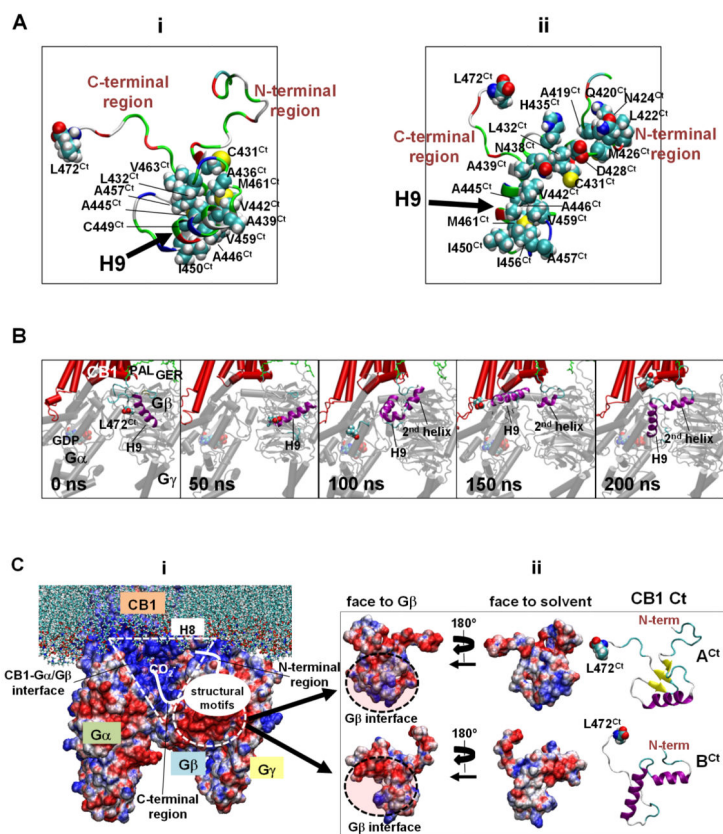 A
i
ii
C-terminal
region
N-terminal
region
L472Ct
C431Ct
V463Ct
A436Ct
L432Ct
M461Ct
A457Ct
V442Ct
A445Ct
A439Ct
C449Ct
V459Ct
H9
A446Ct
I450Ct
L472Ct
A419Ct
Q420Ct
H435Ct
N424Ct
C-terminal
region
L432Ct
L422Ct
N-terminal
region
N438Ct
M426Ct
A439Ct
D428Ct
C431Ct
A445Ct
V442Ct
H9
A446Ct
M461Ct
V459Ct
I450Ct
I456Ct
A457Ct
B
CB1
PAL
GER
Gβ
L472Ct
GDP
H9
Gα
Gγ
0 ns
H9
50 ns
2nd helix
H9
100 ns
H9
2nd helix
150 ns
2nd helix
H9
200 ns
C
i
ii
CB1
H8
CB1-Gα/Gβ
interface
N-terminal
region
structural
motifs
Gα
Gβ
Gγ
C-terminal
region
face to Gβ
180°
face to solvent
CB1 Ct
N-term
L472Ct
ACt
Gβ interface
180°
L472Ct
N-term
BCt
Gβ interface